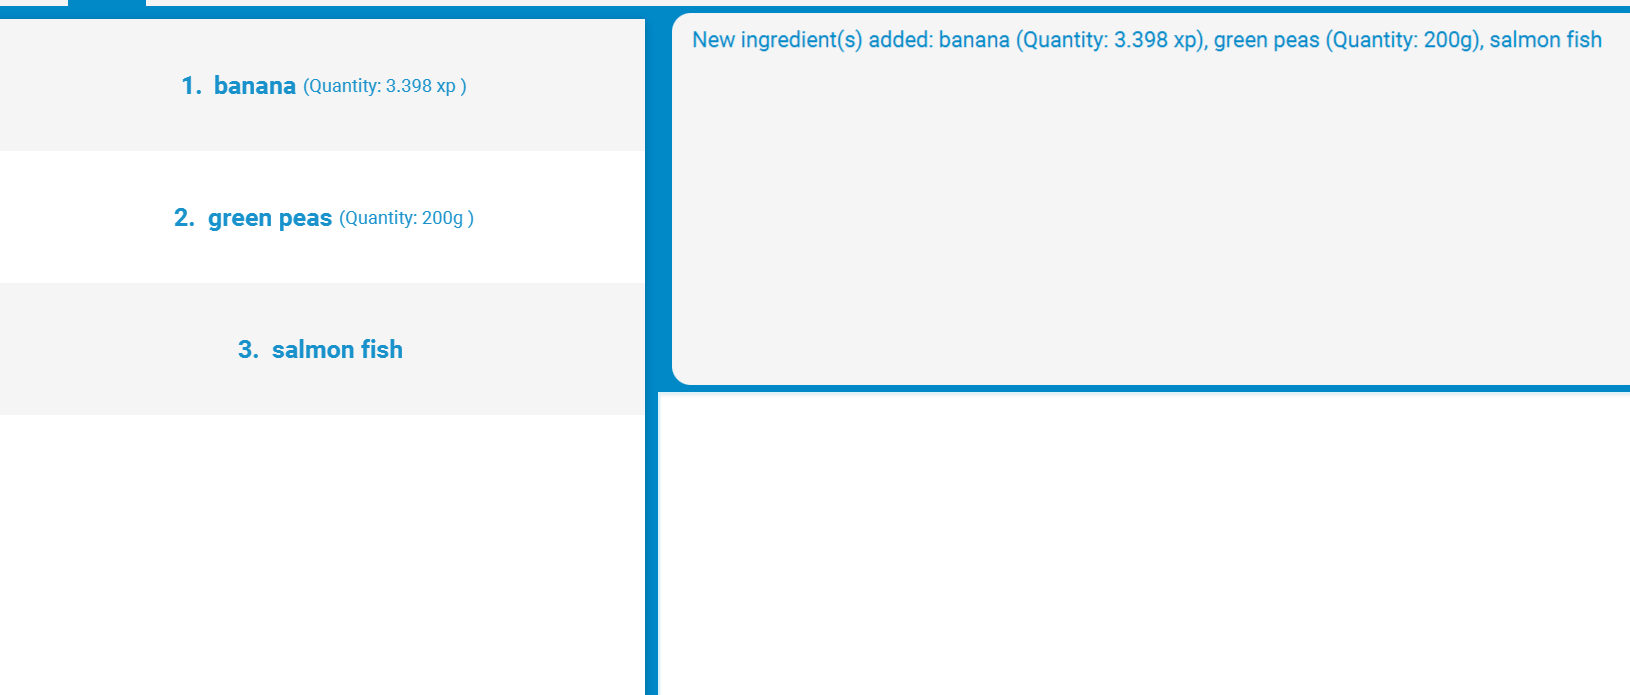 1. banana (Quantity: 3.398 xp )
2. green peas (Quantity: 200g )
3. salmon fish
New ingredient(s) added: banana (Quantity: 3.398 xp), green peas (Quantity: 200g), salmon fish